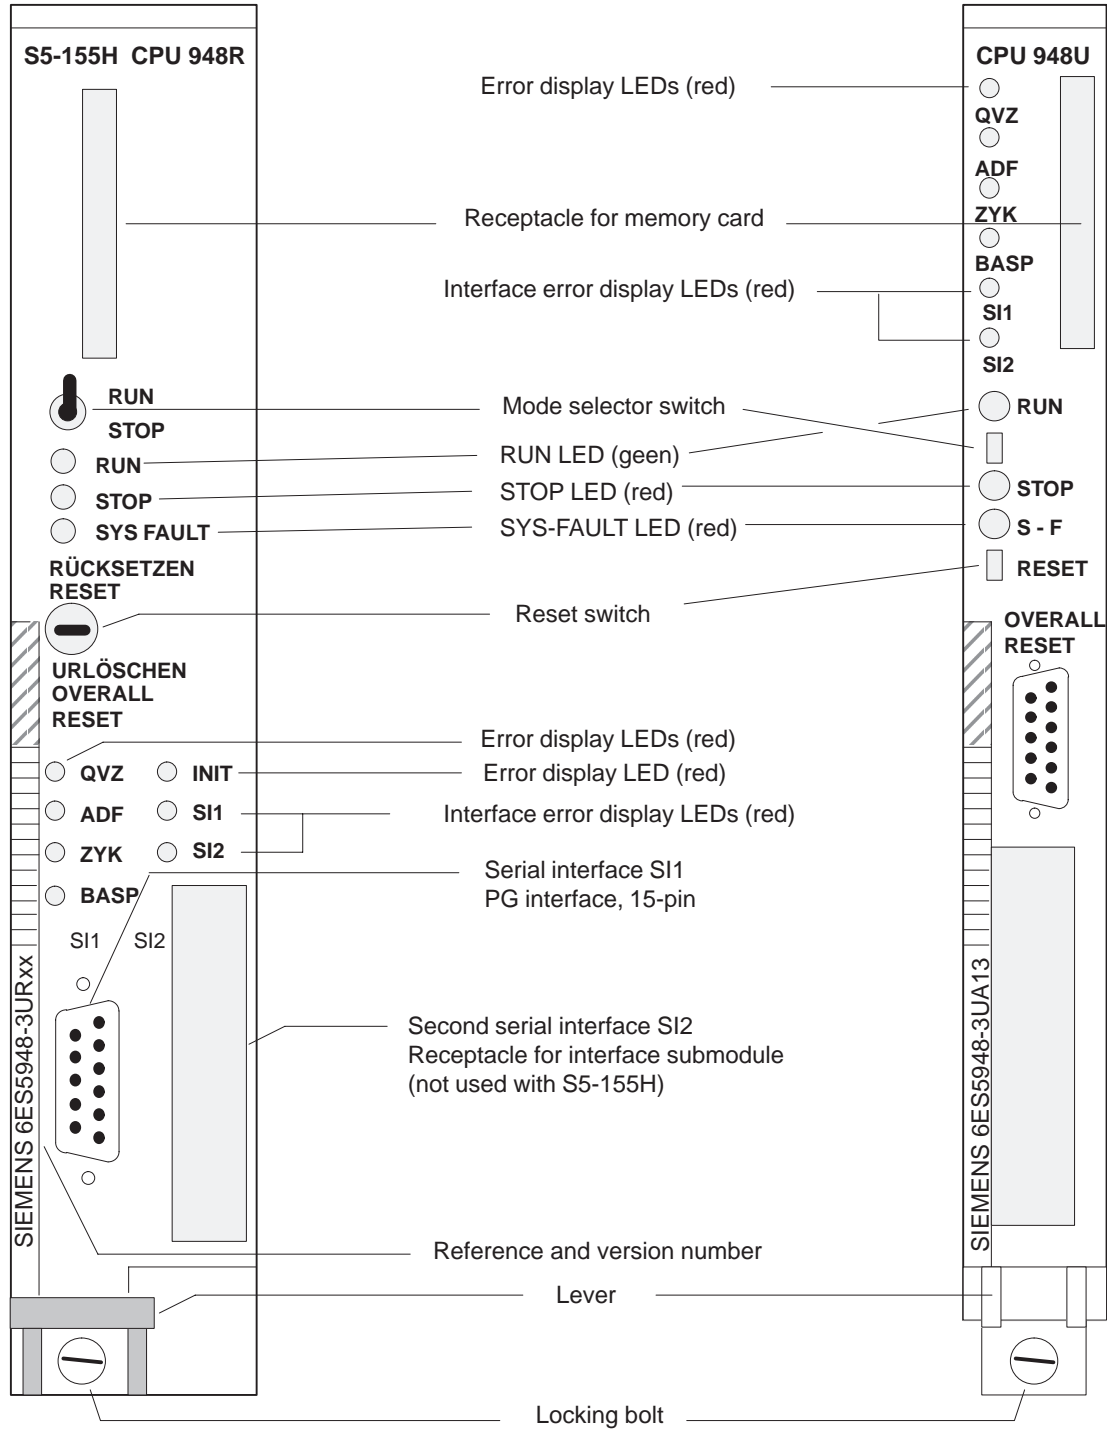 S5-155H CPU 948R
RUN
STOP
RUN
STOP
SYS FAULT
RÜCKSETZEN
RESET
URLÖSCHEN
OVERALL
RESET
QVZ
INIT
ADF
SI1
ZYK
SI2
BASP
SI1
SI2
SIEMENS 6ES5948-3URxx
Error display LEDs (red)
Receptacle for memory card
Interface error display LEDs (red)
Mode selector switch
RUN LED (geen)
STOP LED (red)
SYS-FAULT LED (red)
Reset switch
Error display LEDs (red)
Error display LED (red)
Interface error display LEDs (red)
Serial interface SI1
PG interface, 15-pin
Second serial interface SI2
Receptacle for interface submodule
(not used with S5-155H)
Reference and version number
Lever
Locking bolt
CPU 948U
QVZ
ADF
ZYK
BASP
SI1
SI2
RUN
STOP
S - F
RESET
OVERALL
RESET
SIEMENS 6ES5948-3UA13